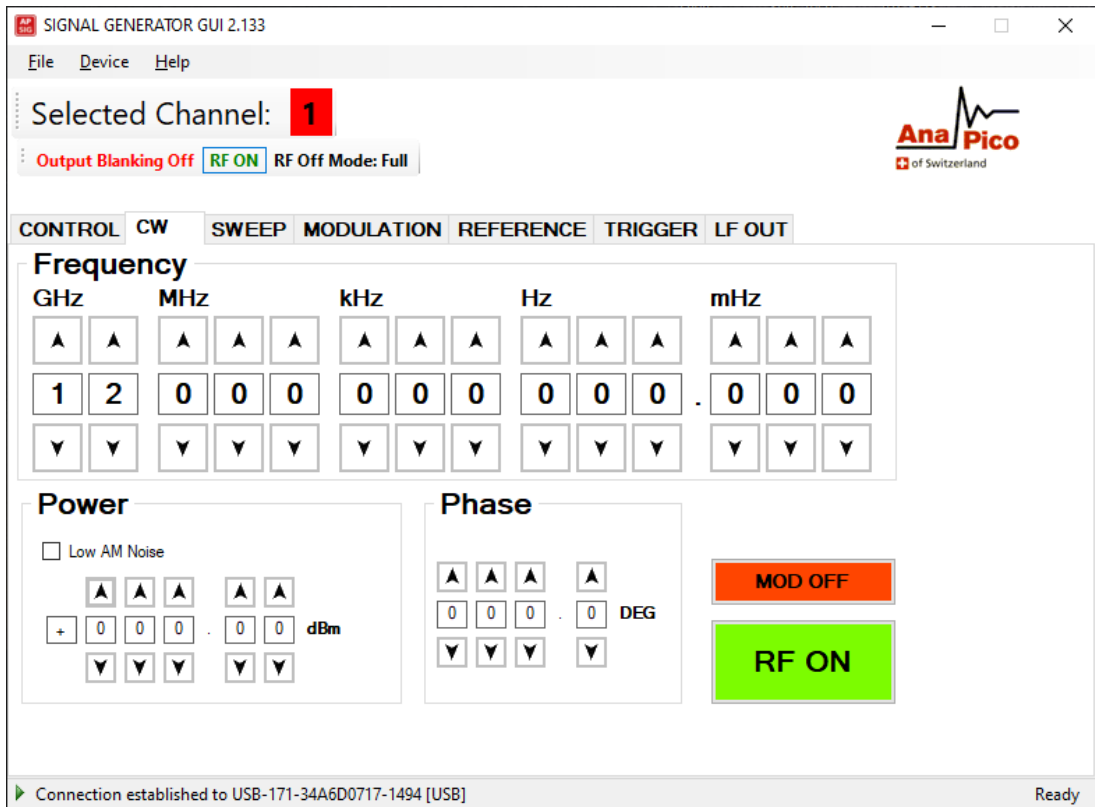 AP SIG SIGNAL GENERATOR GUI 2.133
File Device Help
Selected Channel: 1
Ana Pico
of Switzerland
Output Blanking Off RF ON RF Off Mode: Full
CONTROL CW SWEEP MODULATION REFERENCE TRIGGER LF OUT
Frequency
GHz MHz kHz Hz mHz
1 2 0 0 0 0 0 0 0 0 0 . 0 0 0
Power
Low AM Noise
+ 0 0 0 . 0 0 dBm
Phase
0 0 0 . 0 DEG
MOD OFF
RF ON
Connection established to USB-171-34A6D0717-1494 [USB] Ready